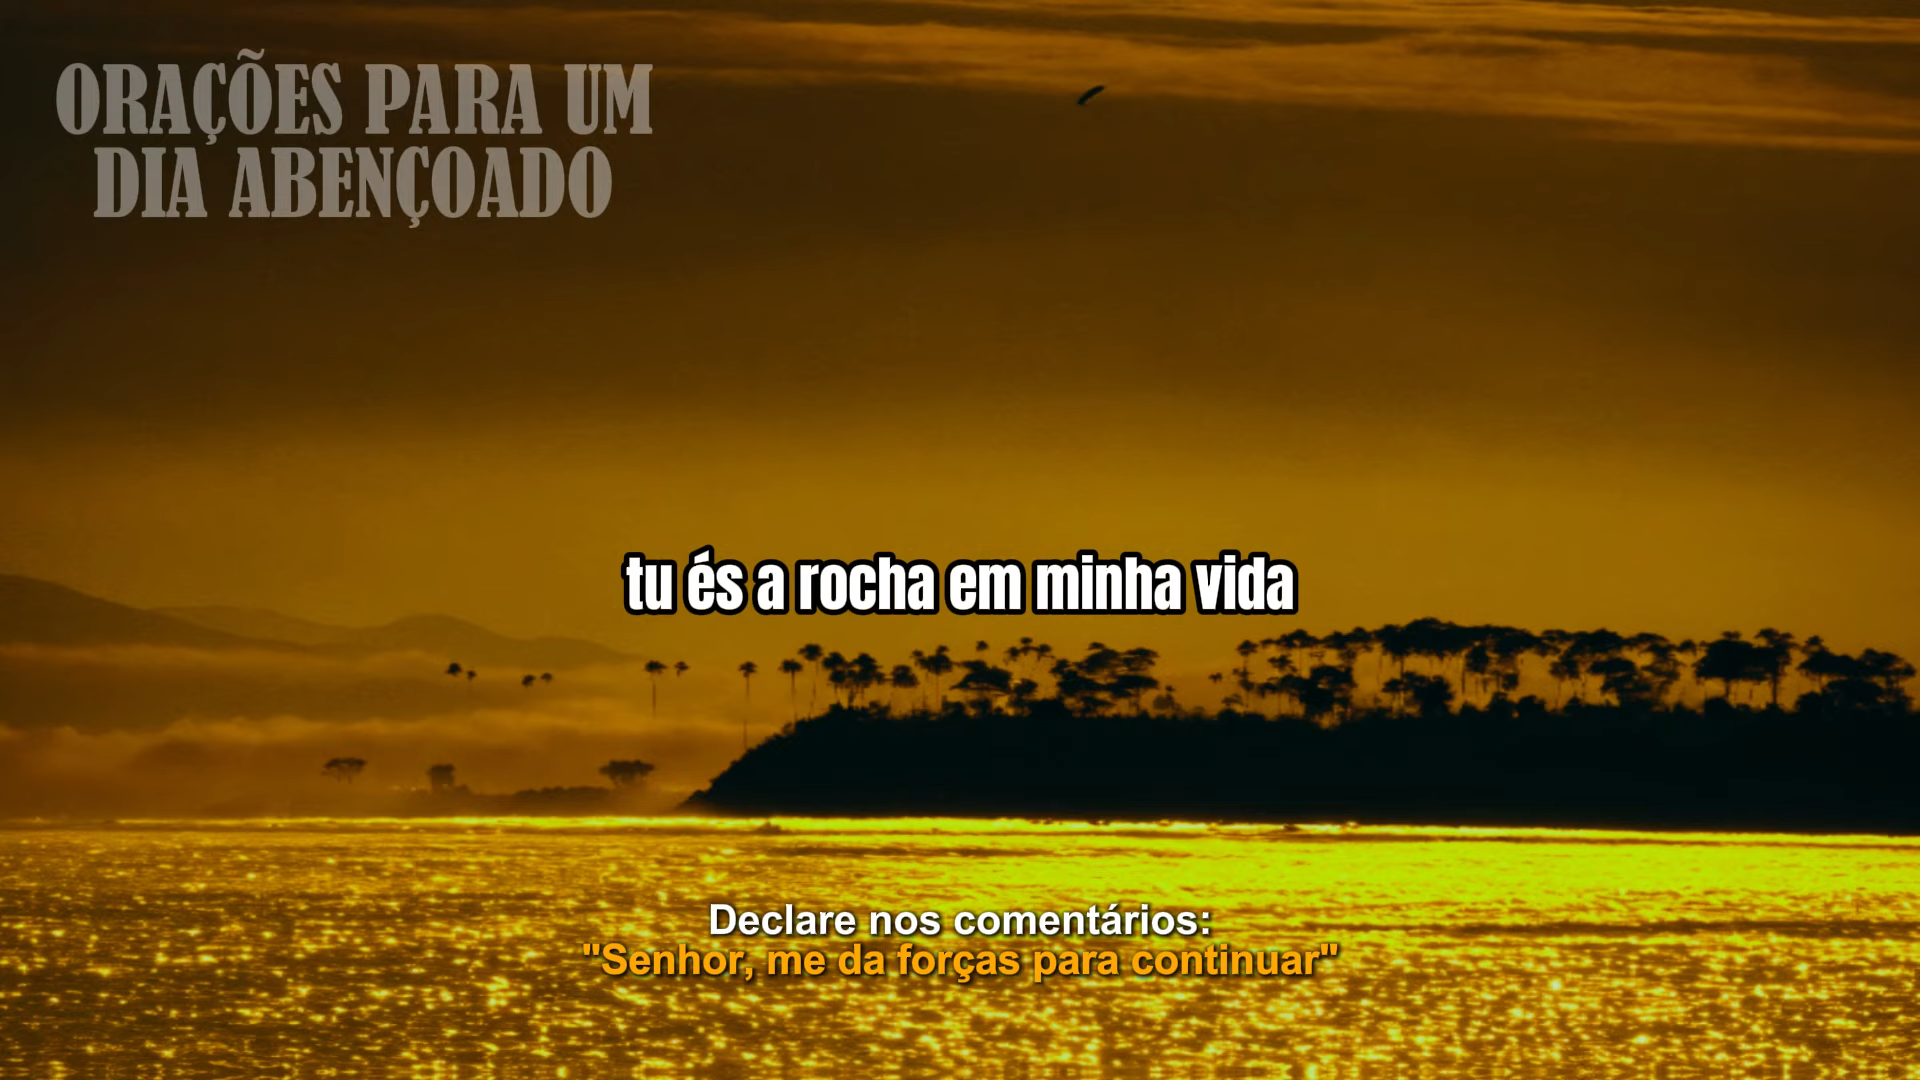 ORAÇÕES PARA UM
DIA ABENÇOADO
tu és a rocha em minha vida
Declare nos comentários:
"Senhor, me da forças para continuar"